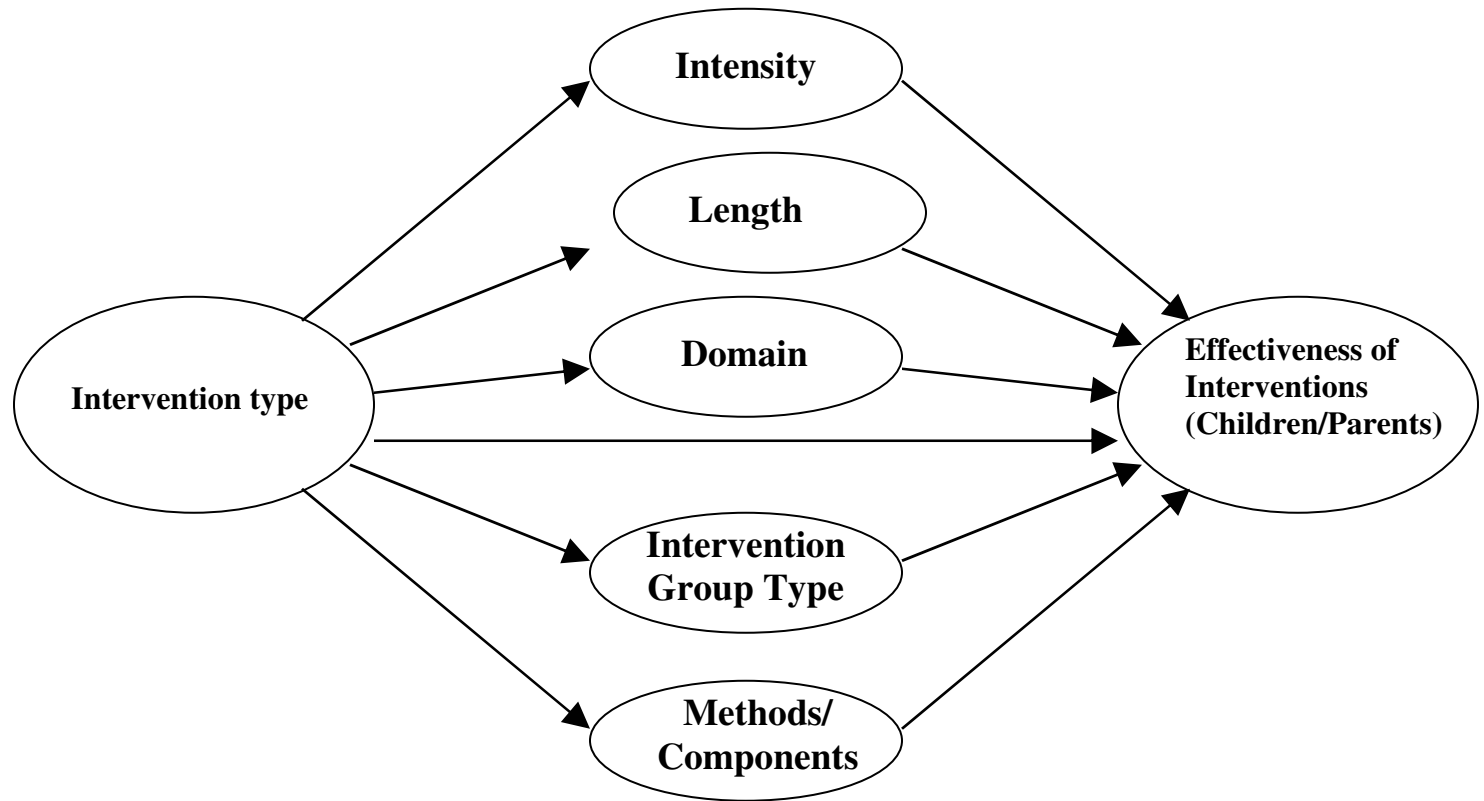 Intensity
Length
Domain
Intervention type
Effectiveness of
Interventions
(Children/Parents)
Intervention
Group Type
Methods/
Components